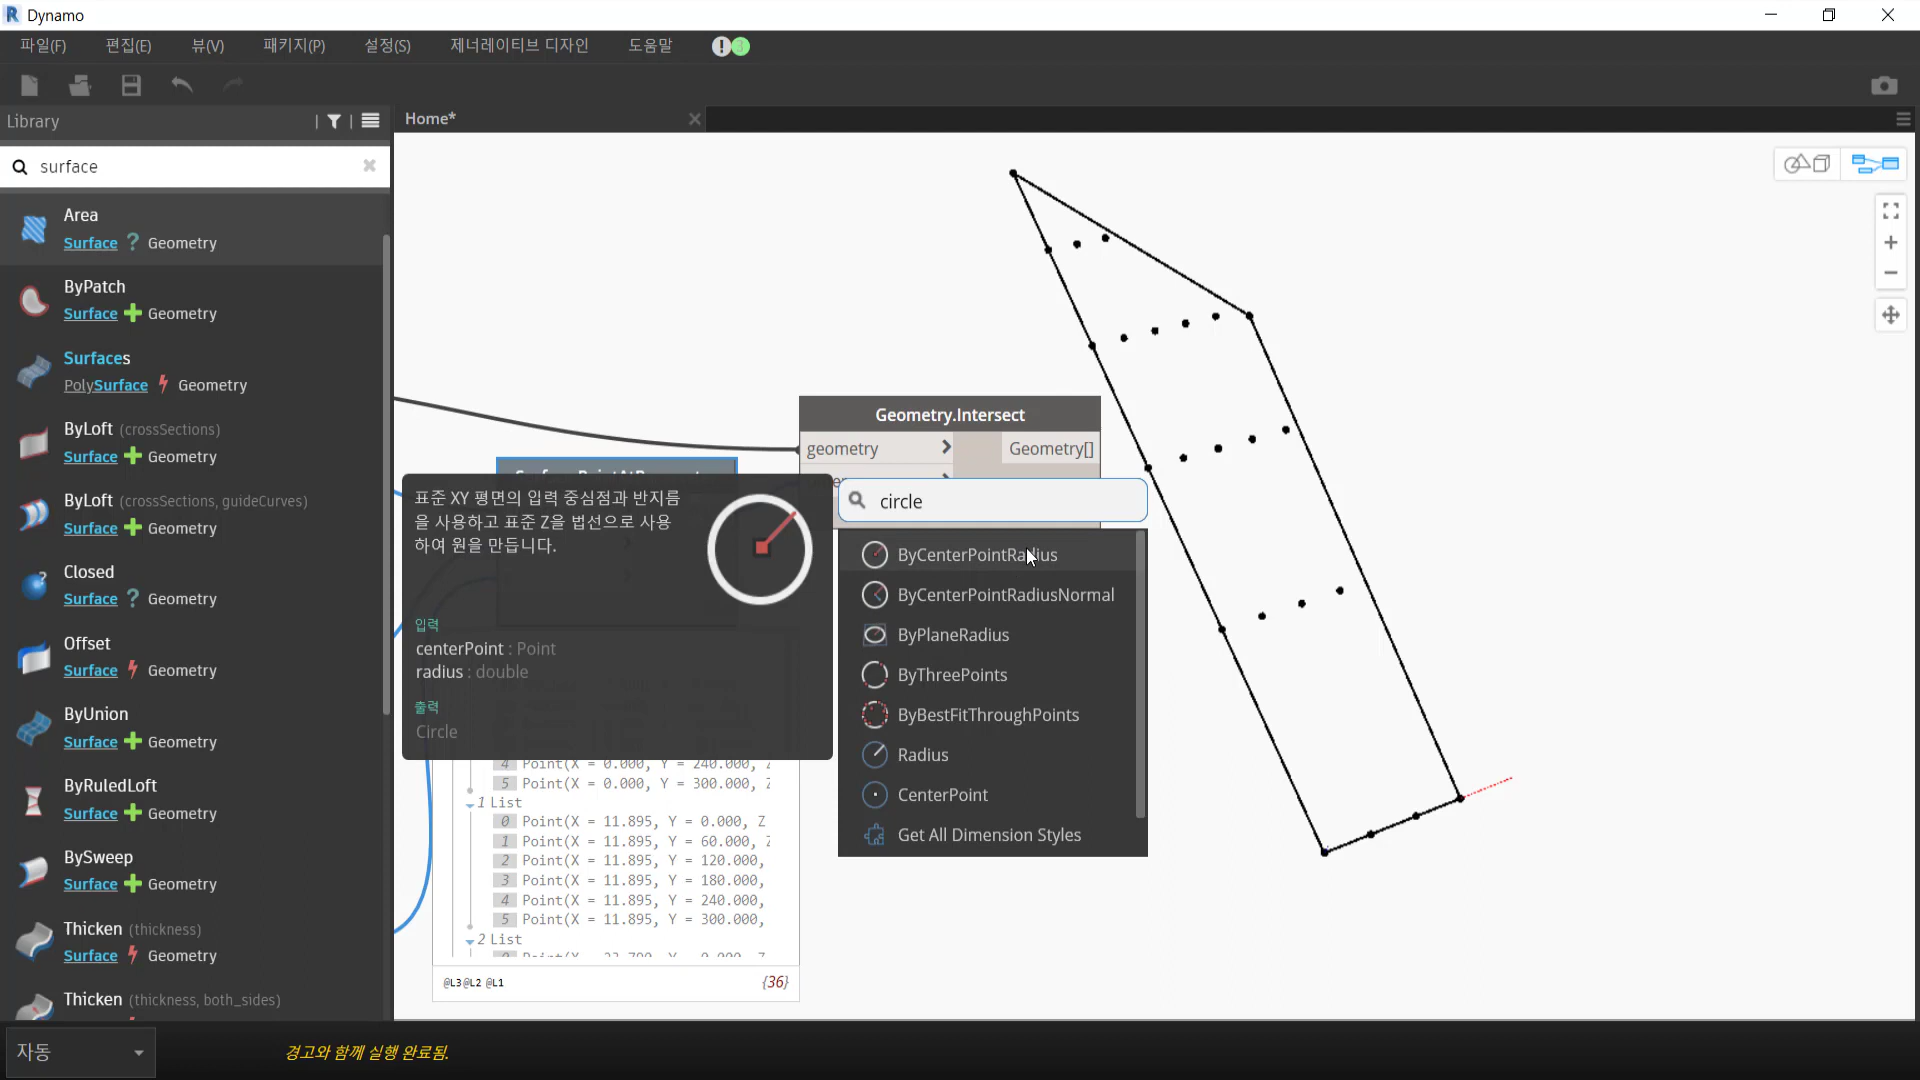 Dynamo
파일(F) 편집(E) 뷰(V) 패키지(P) 설정(S) 제너레이티브 디자인 도움말
Library
Home*
surface
Area
Surface ? Geometry
ByPatch
Surface Geometry
Surfaces
PolySurface Geometry
ByLoft (crossSections)
Surface Geometry
ByLoft (crossSections, guideCurves)
Surface Geometry
Closed
Surface ? Geometry
Offset
Surface Geometry
ByUnion
Surface Geometry
ByRuledLoft
Surface Geometry
BySweep
Surface Geometry
Thicken (thickness)
Surface Geometry
Thicken (thickness, both_sides)
Geometry.Intersect
geometry
Geometry[]
circle
ByCenterPointRadius
ByCenterPointRadiusNormal
ByPlaneRadius
ByThreePoints
ByBestFitThroughPoints
Radius
CenterPoint
Get All Dimension Styles
표준 XY 평면의 입력 중심점과 반지름
을 사용하고 표준 Z을 법선으로 사용
하여 원을 만듭니다.
입력
centerPoint : Point
radius : double
출력
Circle
4 Point(X = 0.000, Y = 240.000, Z
5 Point(X = 0.000, Y = 300.000, Z
1 List
0 Point(X = 11.895, Y = 0.000, Z
1 Point(X = 11.895, Y = 60.000, Z
2 Point(X = 11.895, Y = 120.000,
3 Point(X = 11.895, Y = 180.000,
4 Point(X = 11.895, Y = 240.000,
5 Point(X = 11.895, Y = 300.000,
2 List
@L3 @L2 @L1
{36}
자동
경고와 함께 실행 완료됨.